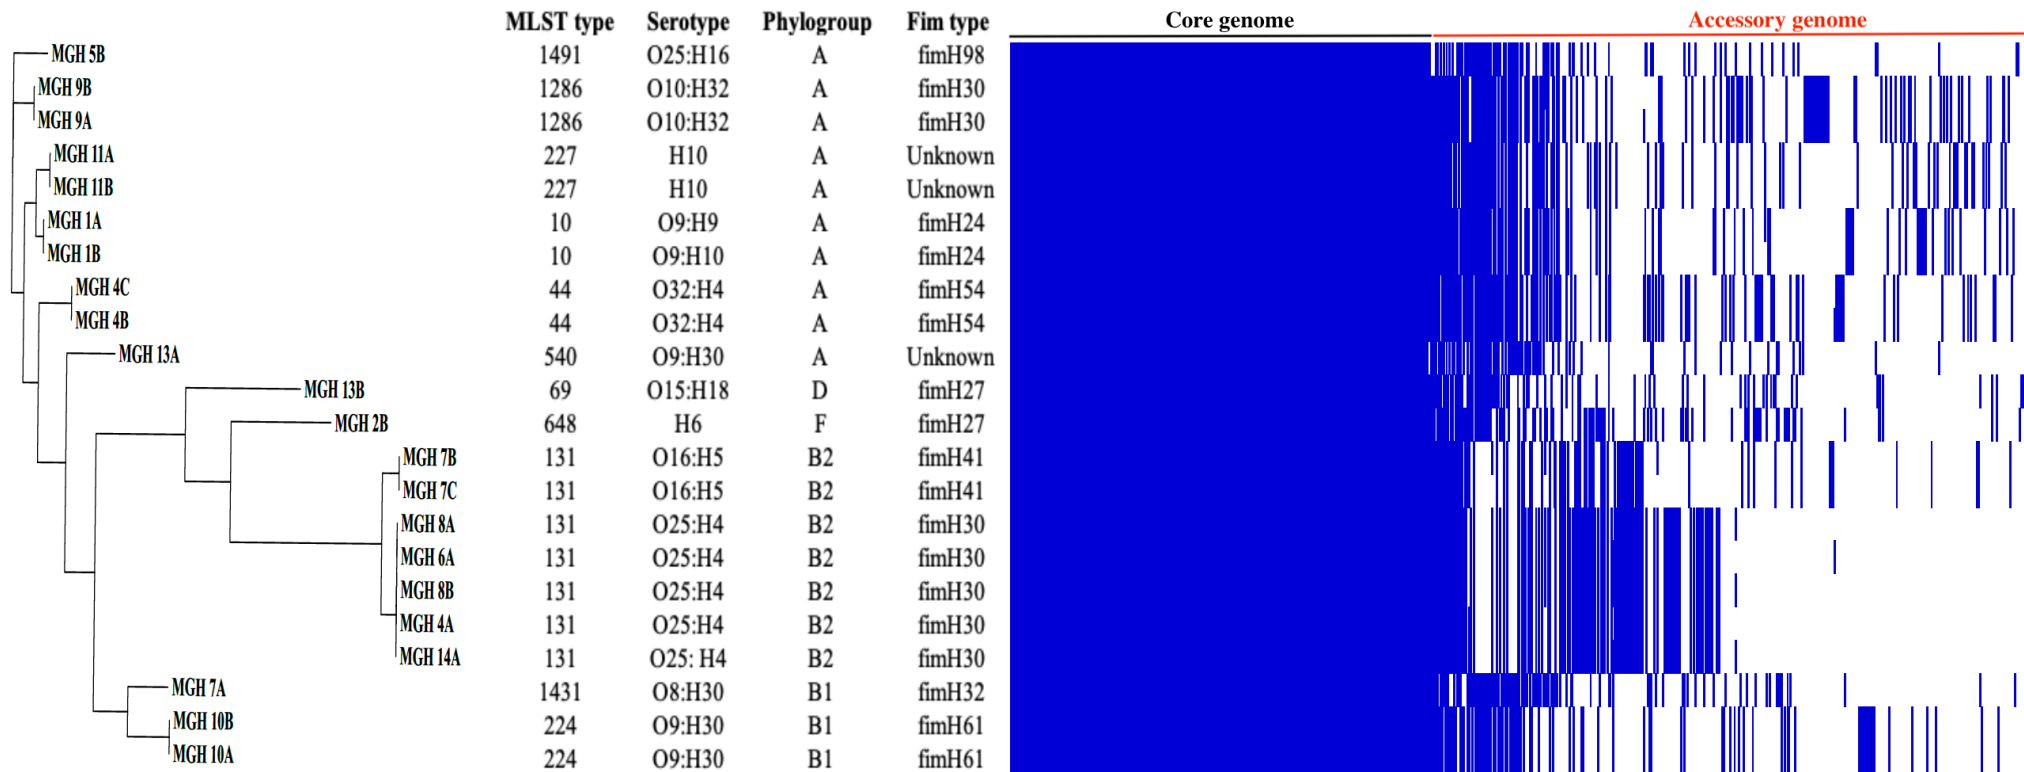 MLST type Serotype Phylogroup Fim type Core genome Accessory genome
MGH 5B 1491 O25:H16 A fimH98
MGH 9B 1286 O10:H32 A fimH30
MGH 9A 1286 O10:H32 A fimH30
MGH 11A 227 H10 A Unknown
MGH 11B 227 H10 A Unknown
MGH 1A 10 O9:H9 A fimH24
MGH 1B 10 O9:H10 A fimH24
MGH 4C 44 O32:H4 A fimH54
MGH 4B 44 O32:H4 A fimH54
MGH 13A 540 O9:H30 A Unknown
MGH 13B 69 O15:H18 D fimH27
MGH 2B 648 H6 F fimH27
MGH 7B 131 O16:H5 B2 fimH41
MGH 7C 131 O16:H5 B2 fimH41
MGH 8A 131 O25:H4 B2 fimH30
MGH 6A 131 O25:H4 B2 fimH30
MGH 8B 131 O25:H4 B2 fimH30
MGH 4A 131 O25:H4 B2 fimH30
MGH 14A 131 O25: H4 B2 fimH30
MGH 7A 1431 O8:H30 B1 fimH32
MGH 10B 224 O9:H30 B1 fimH61
MGH 10A 224 O9:H30 B1 fimH61